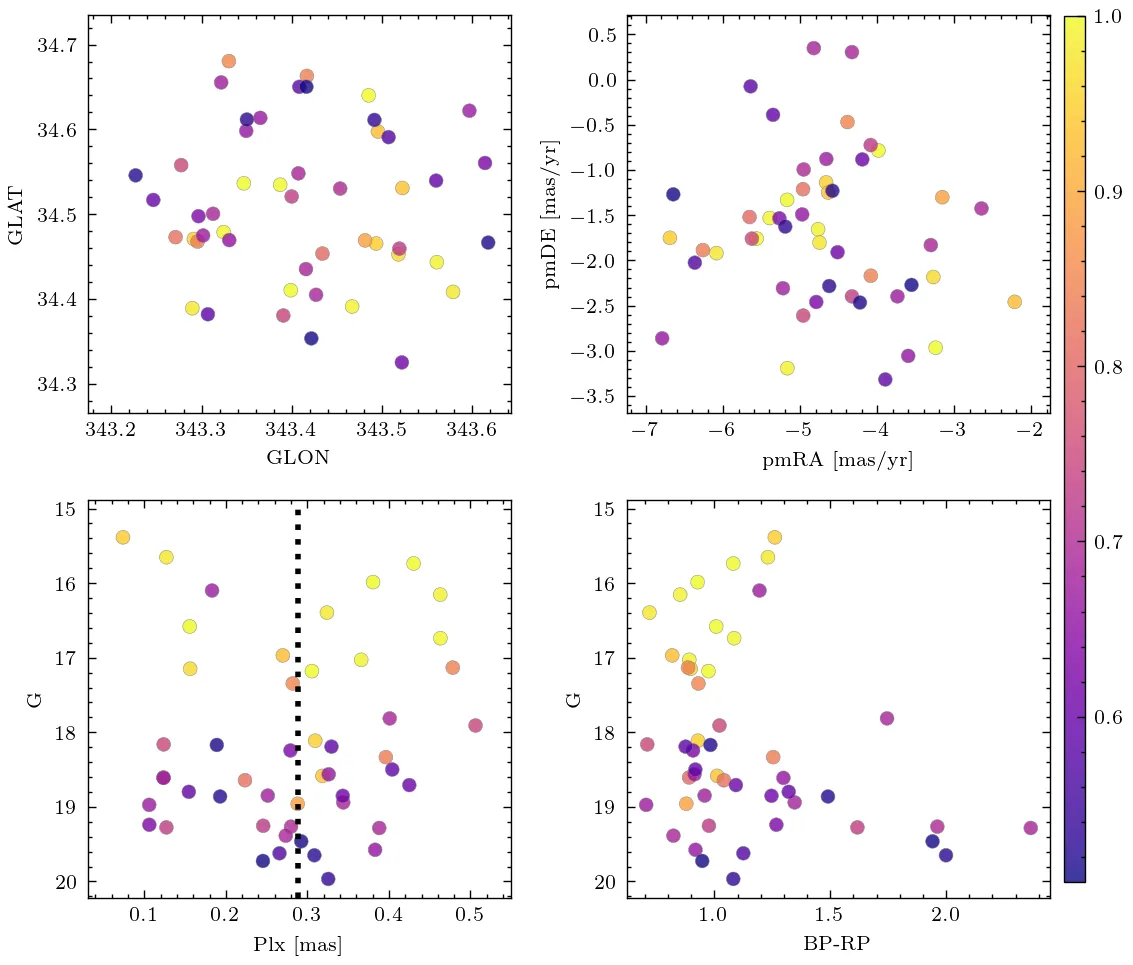 34.7
34.6
34.5
34.4
34.3
GLAT
343.2 343.3 343.4 343.5 343.6
GLON
0.5
0.0
−0.5
−1.0
−1.5
−2.0
−2.5
−3.0
−3.5
pmDE [mas/yr]
−7 −6 −5 −4 −3 −2
pmRA [mas/yr]
1.0
0.9
0.8
0.7
0.6
15
16
17
18
19
20
G
0.1 0.2 0.3 0.4 0.5
Plx [mas]
15
16
17
18
19
20
G
1.0 1.5 2.0
BP-RP